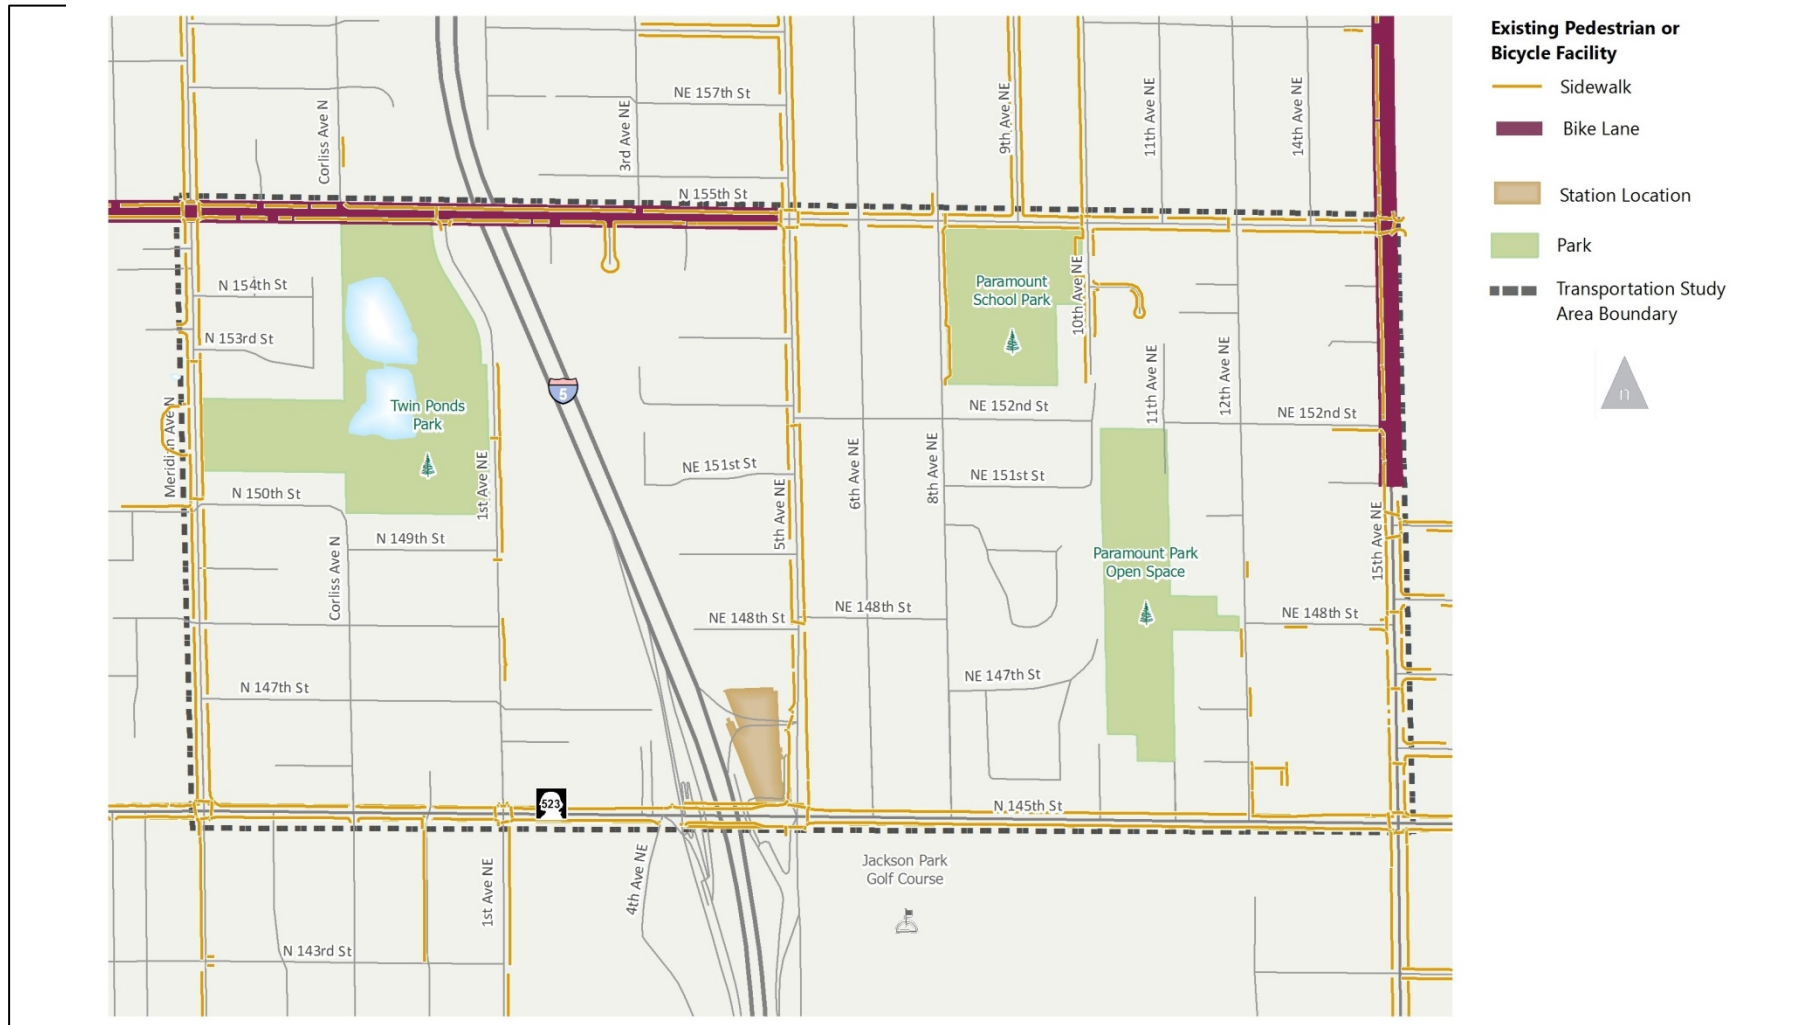 Existing Pedestrian or
Bicycle Facility
Sidewalk
Bike Lane
Station Location
Park
Transportation Study
Area Boundary
n
NE 157th St
Corliss Ave N
3rd Ave NE
9th Ave NE
11th Ave NE
14th Ave NE
N 155th St
N 154th St
N 153rd St
Paramount
School Park
10th Ave NE
5
Twin Ponds
Park
Meridian Ave N
NE 152nd St
11th Ave NE
12th Ave NE
NE 152nd St
N 150th St
1st Ave NE
NE 151st St
5th Ave NE
6th Ave NE
8th Ave NE
NE 151st St
N 149th St
Corliss Ave N
Paramount Park
Open Space
15th Ave NE
NE 148th St
NE 148th St
NE 148th St
N 147th St
NE 147th St
523
N 145th St
1st Ave NE
4th Ave NE
Jackson Park
Golf Course
N 143rd St